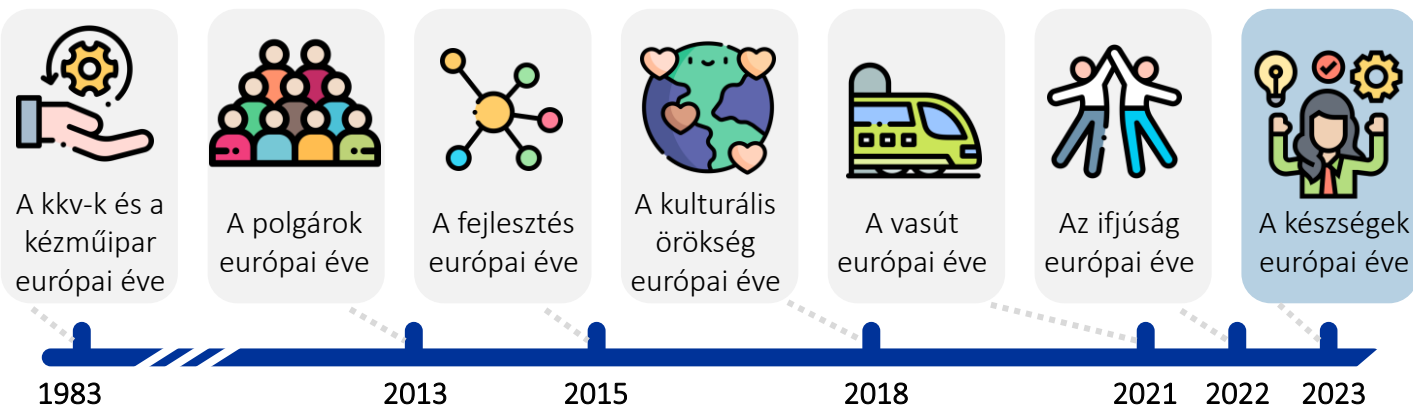 A kkv-k és a
kézműipar
európai éve
A polgárok
európai éve
A fejlesztés
európai éve
A kulturális
örökség
európai éve
A vasút
európai éve
Az ifjúság
európai éve
A készségek
európai éve
1983
2013
2015
2018
2021
2022
2023